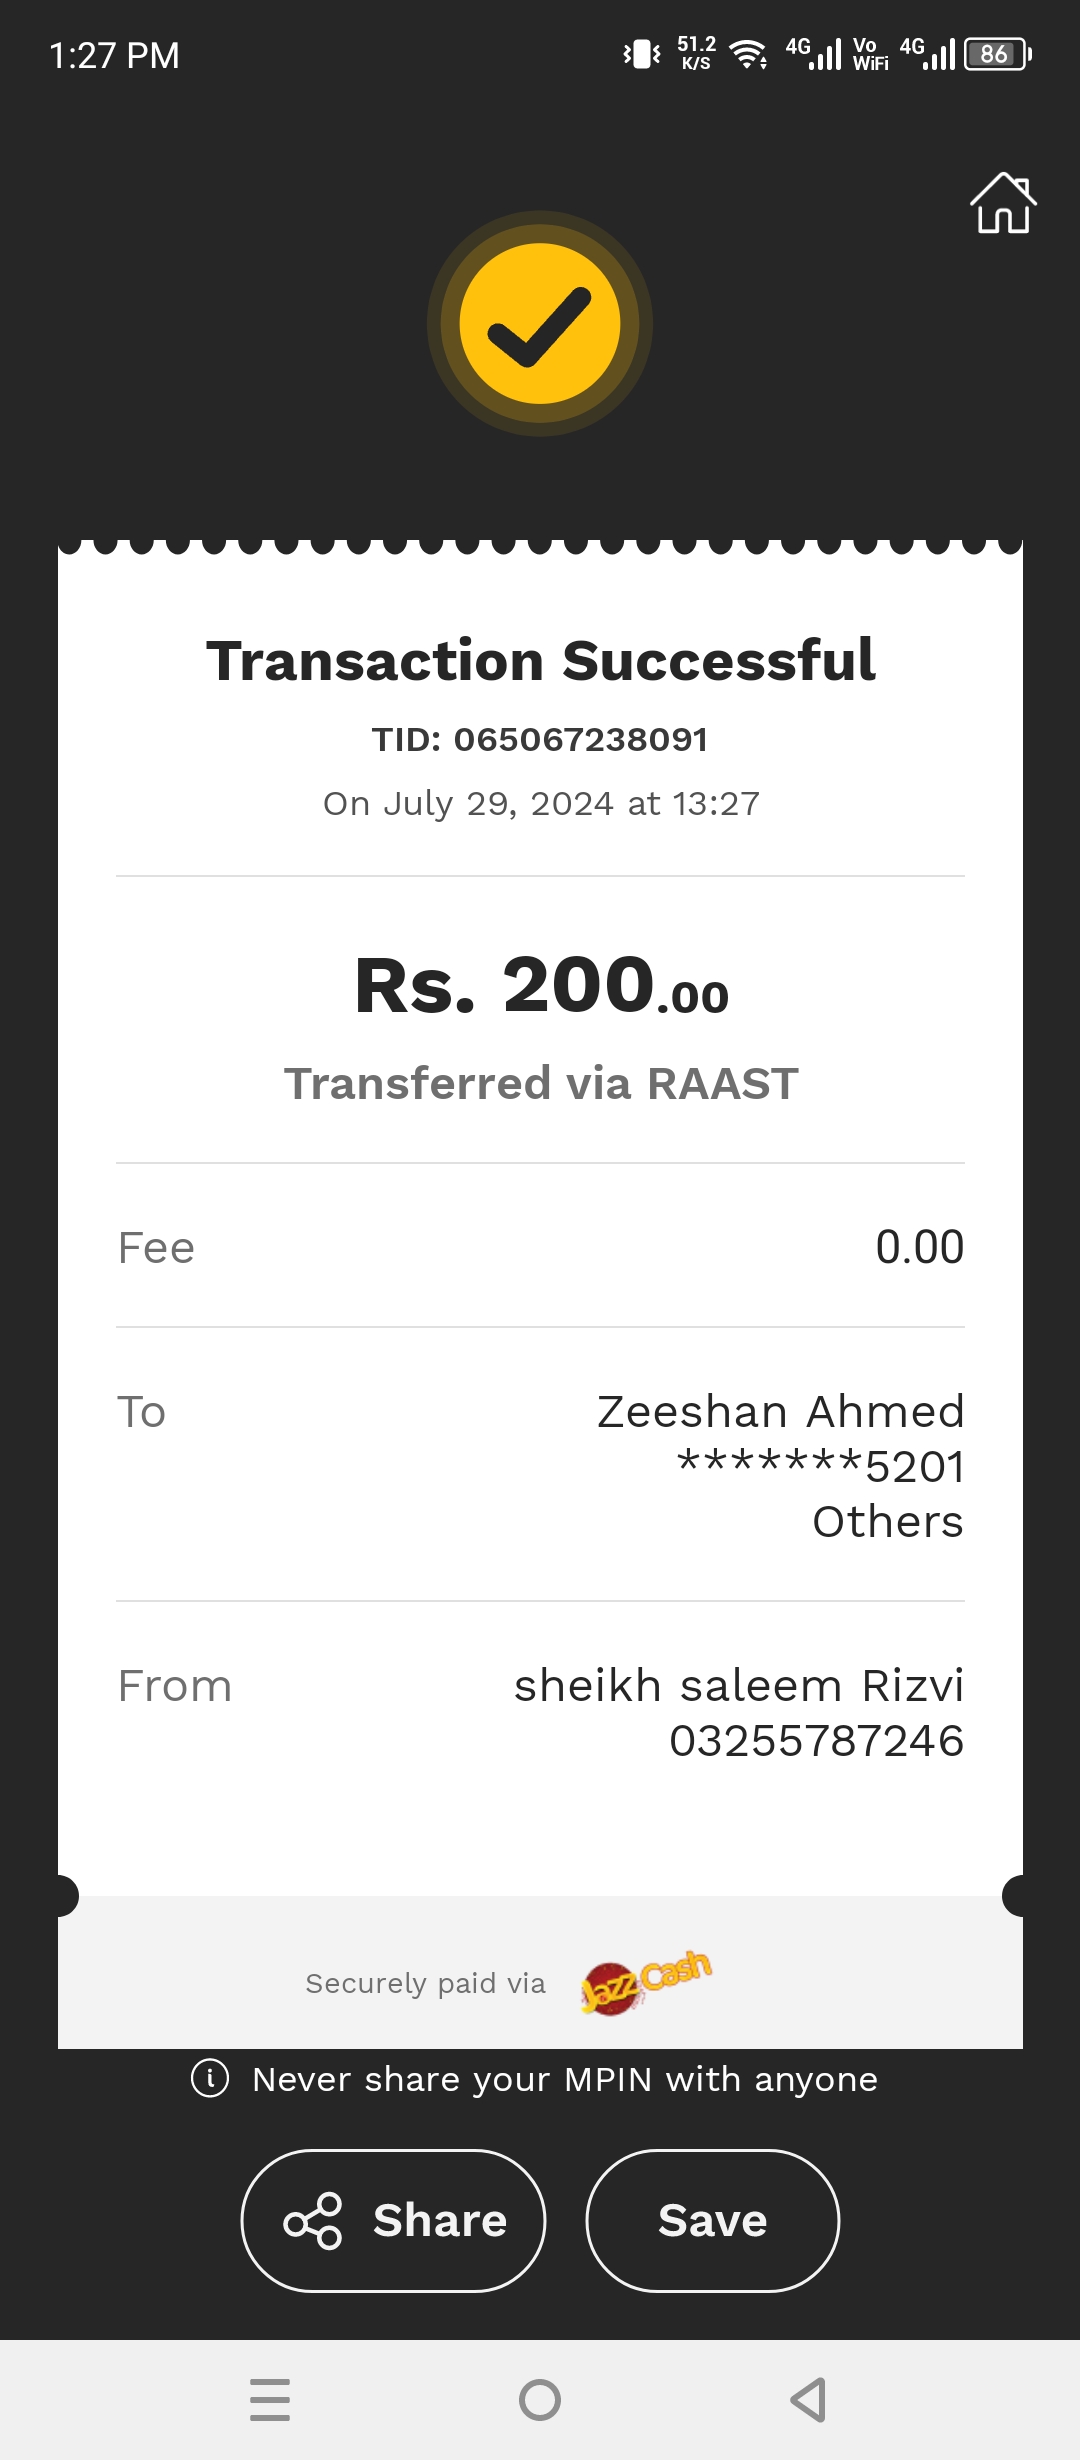 1:27 PM
51.2
K/S
4G
Vo
WiFi
4G
86
Transaction Successful
TID: 065067238091
On July 29, 2024 at 13:27
Rs. 200.00
Transferred via RAAST
Fee 0.00
To Zeeshan Ahmed
*******5201
Others
From sheikh saleem Rizvi
03255787246
Securely paid via JazzCash
Never share your MPIN with anyone
Share Save